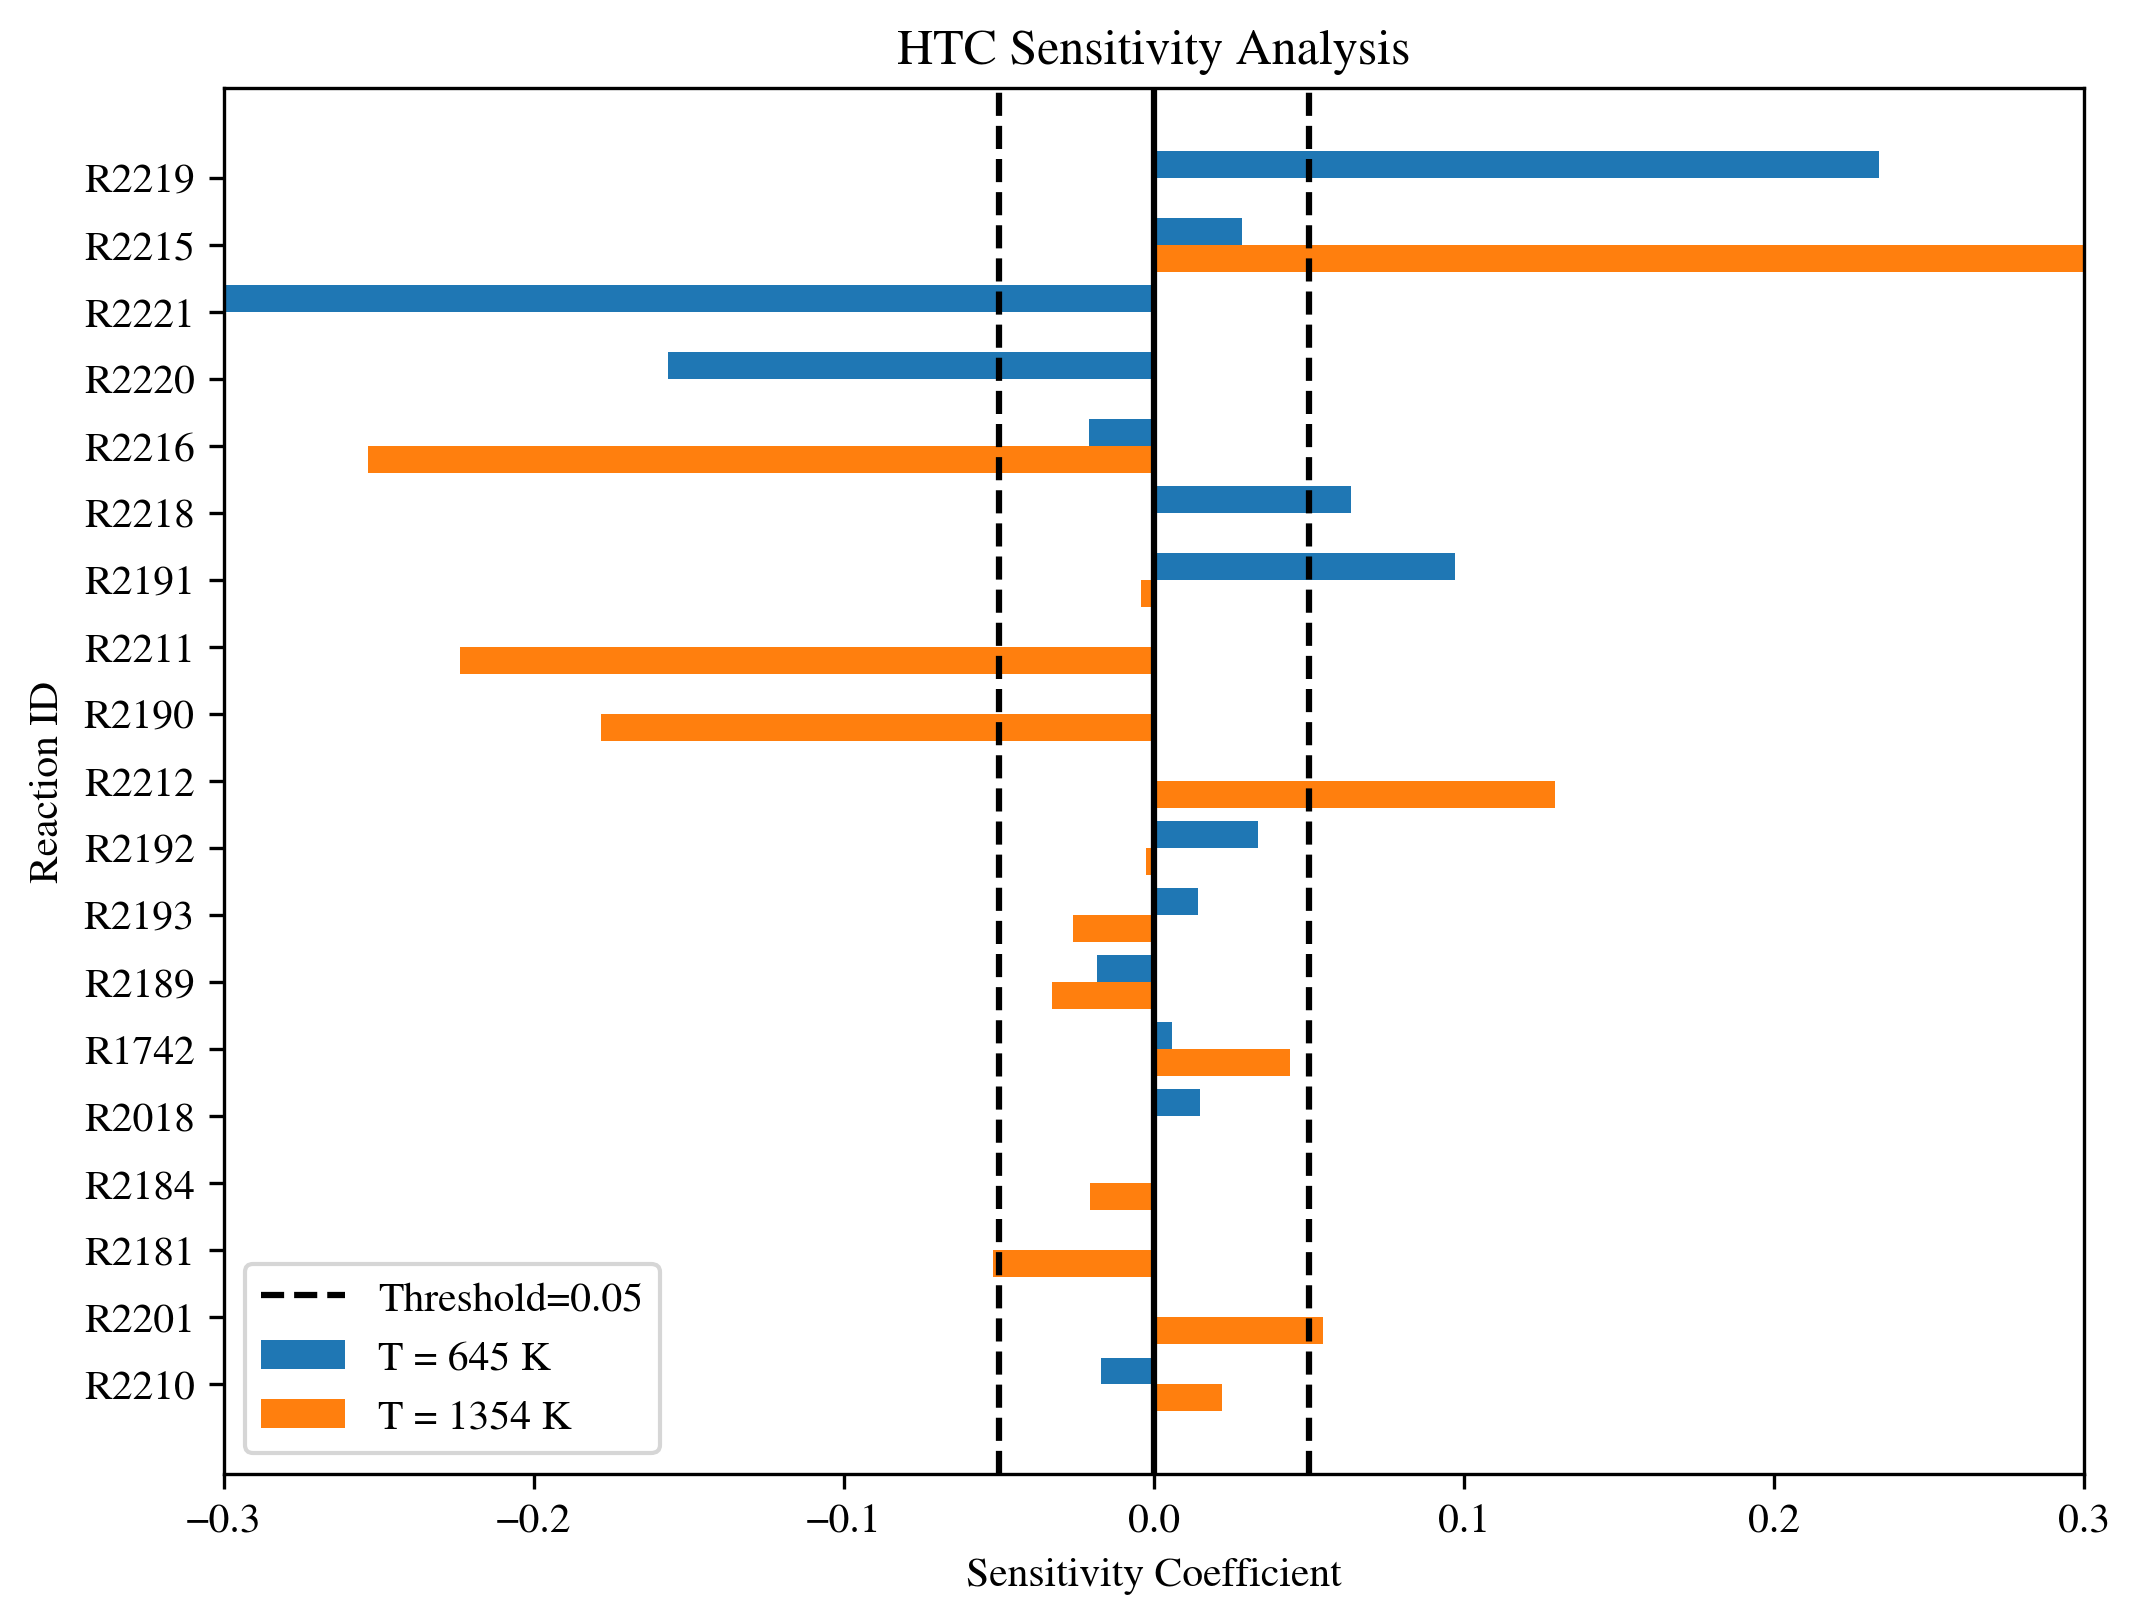 HTC Sensitivity Analysis
Reaction ID
R2219
R2215
R2221
R2220
R2216
R2218
R2191
R2211
R2190
R2212
R2192
R2193
R2189
R1742
R2018
R2184
R2181
R2201
R2210
Threshold=0.05
T = 645 K
T = 1354 K
−0.3 −0.2 −0.1 0.0 0.1 0.2 0.3
Sensitivity Coefficient